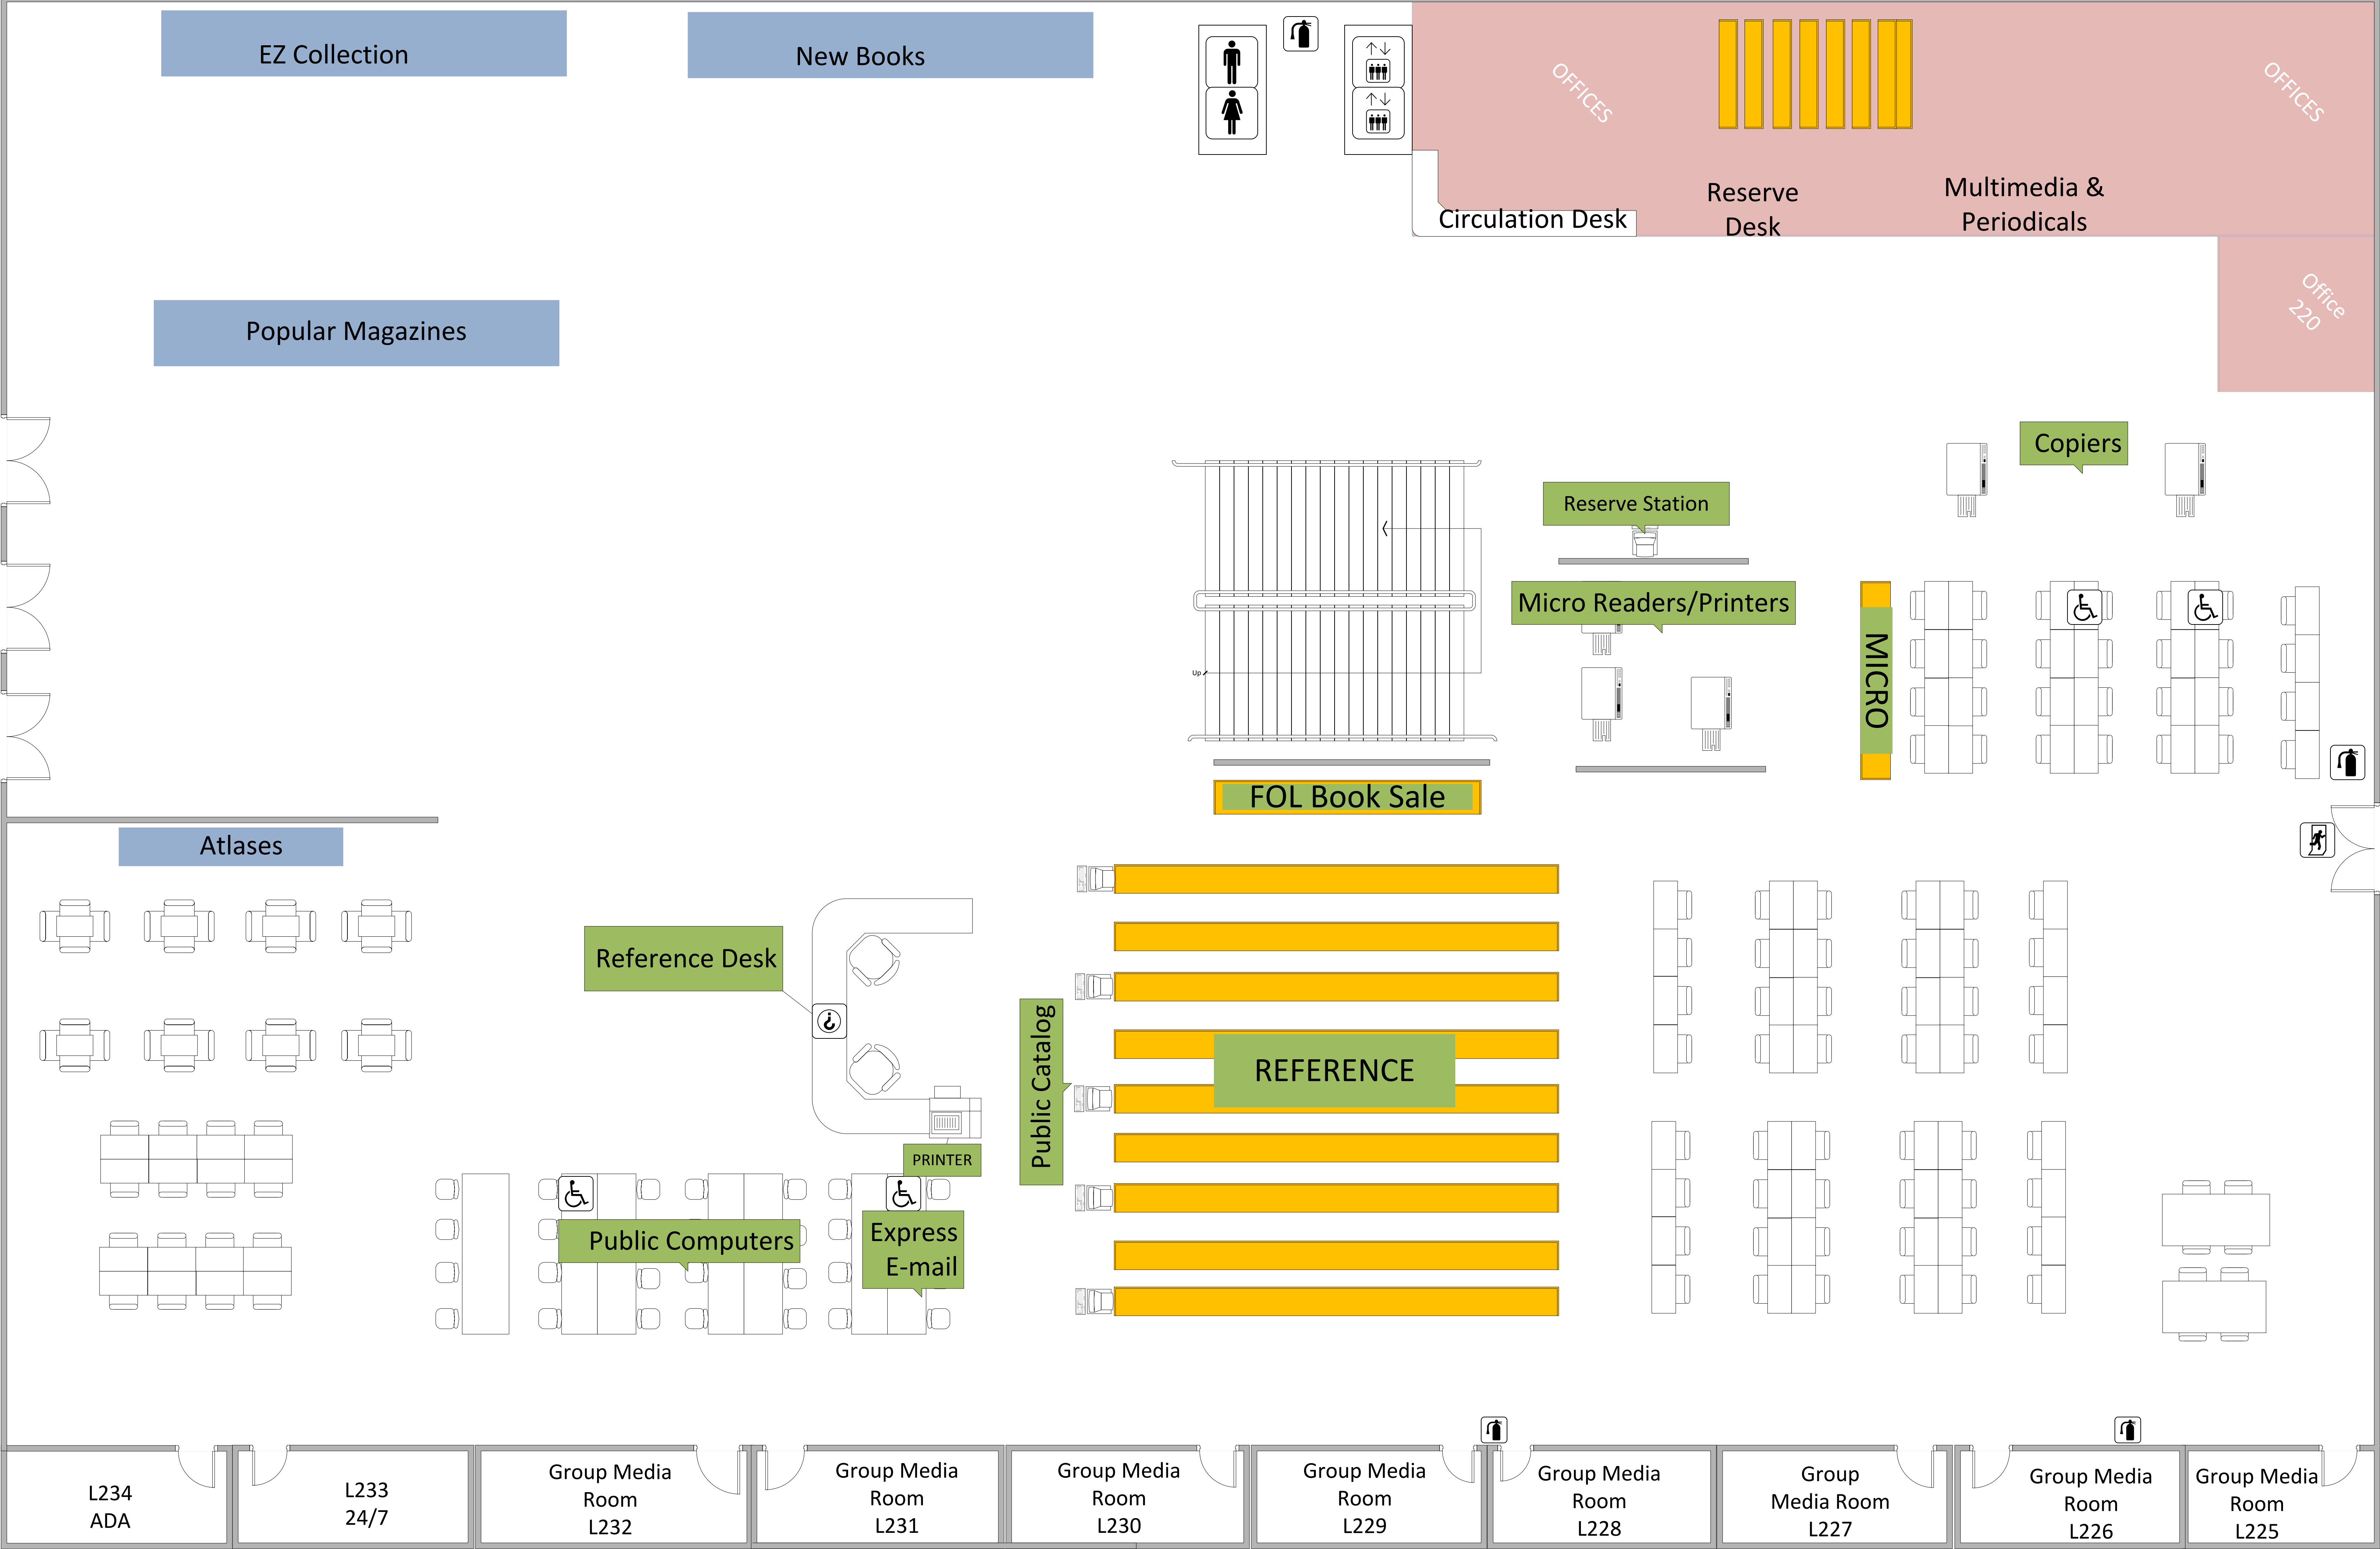 EZ Collection
New Books
OFFICES
OFFICES
Reserve
Desk
Multimedia &
Periodicals
Circulation Desk
Office
220
Popular Magazines
Copiers
Reserve Station
Micro Readers/Printers
MICRO
Up
FOL Book Sale
Atlases
Reference Desk
Public Catalog
REFERENCE
PRINTER
Public Computers
Express
E-mail
L234
ADA
L233
24/7
Group Media
Room
L232
Group Media
Room
L231
Group Media
Room
L230
Group Media
Room
L229
Group Media
Room
L228
Group
Media Room
L227
Group Media
Room
L226
Group Media
Room
L225